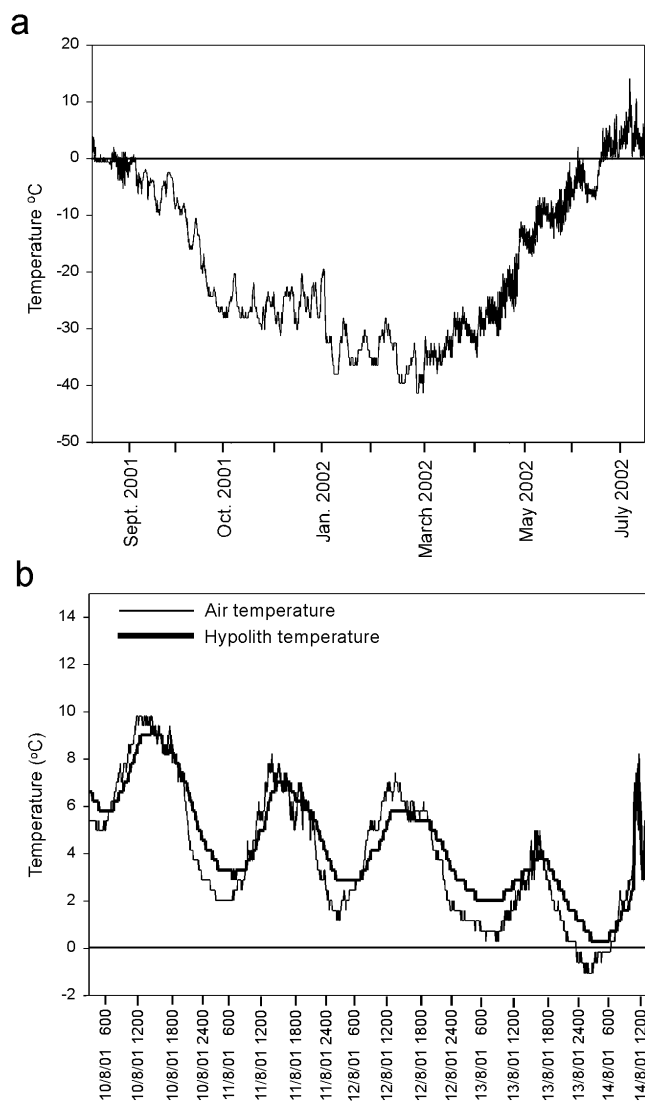 a
20
10
0
-10
-20
-30
-40
-50
Temperature ºC
Sept. 2001
Oct. 2001
Jan. 2002
March 2002
May 2002
July 2002
b
Air temperature
Hypolith temperature
14
12
10
8
6
4
2
0
-2
Temperature (ºC)
10/8/01 600
10/8/01 1200
10/8/01 1800
10/8/01 2400
11/8/01 600
11/8/01 1200
11/8/01 1800
11/8/01 2400
12/8/01 600
12/8/01 1200
12/8/01 1800
12/8/01 2400
13/8/01 600
13/8/01 1200
13/8/01 1800
13/8/01 2400
14/8/01 600
14/8/01 1200